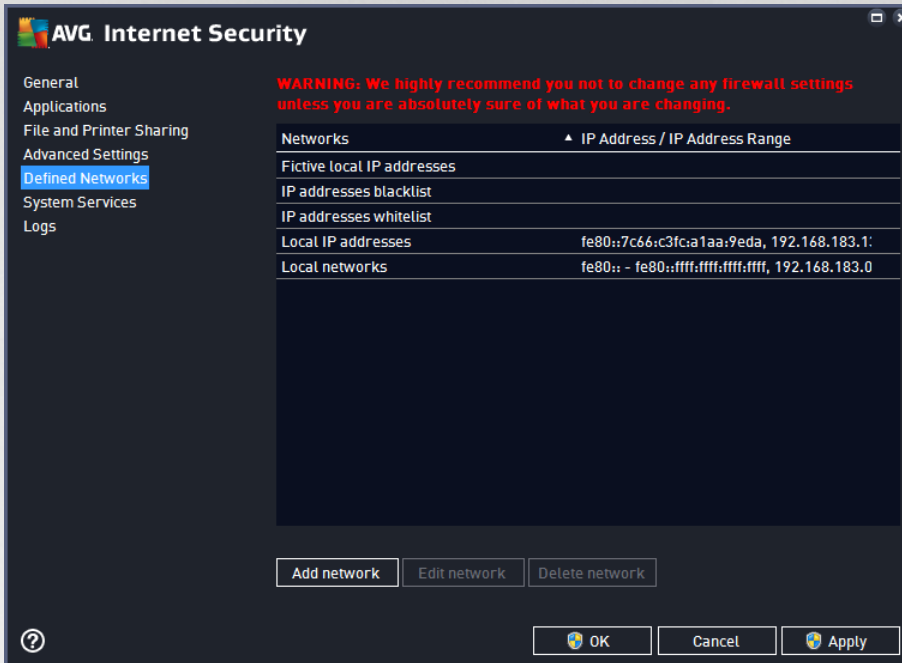 AVG Internet Security
General
Applications
File and Printer Sharing
Advanced Settings
Defined Networks
System Services
Logs
WARNING: We highly recommend you not to change any firewall settings
unless you are absolutely sure of what you are changing.
Networks IP Address / IP Address Range
Fictive local IP addresses
IP addresses blacklist
IP addresses whitelist
Local IP addresses fe80::7c66:c3fc:a1aa:9eda, 192.168.183.1
Local networks fe80:: - fe80::ffff:ffff:ffff:ffff, 192.168.183.0
Add network Edit network Delete network
? OK Cancel Apply